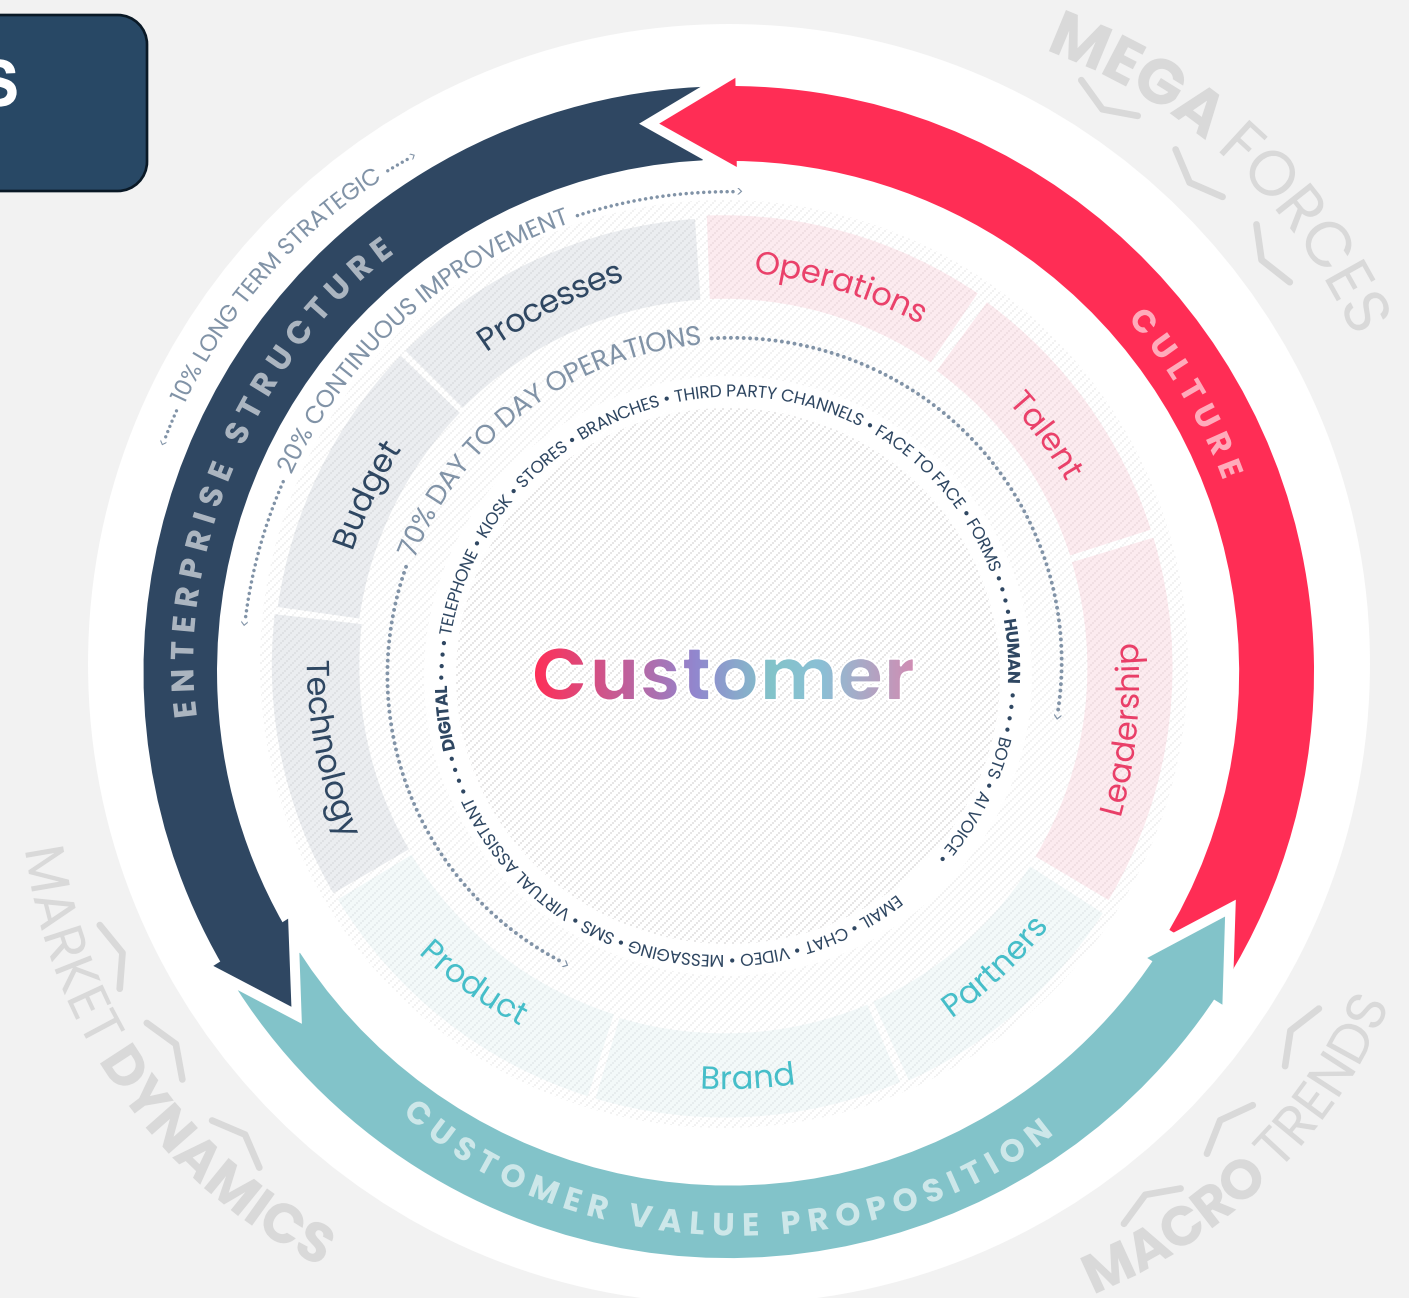 S
MEGA FORCES
10% LONG TERM STRATEGIC
ENTERPRISE STRUCTURE
CULTURE
20% CONTINUOUS IMPROVEMENT
Processes
Operations
Budget
Talent
Technology
Leadership
70% DAY TO DAY OPERATIONS
DIGITAL • • • • TELEPHONE • KIOSK • STORES • BRANCHES • THIRD PARTY CHANNELS • FACE TO FACE • FORMS • • • • HUMAN • • • • BOTS • AI VOICE •
EMAIL • CHAT • VIDEO • MESSAGING • SMS • VIRTUAL ASSISTANT • • • •
Customer
Product
Brand
Partners
CUSTOMER VALUE PROPOSITION
MARKET DYNAMICS
MACRO TRENDS